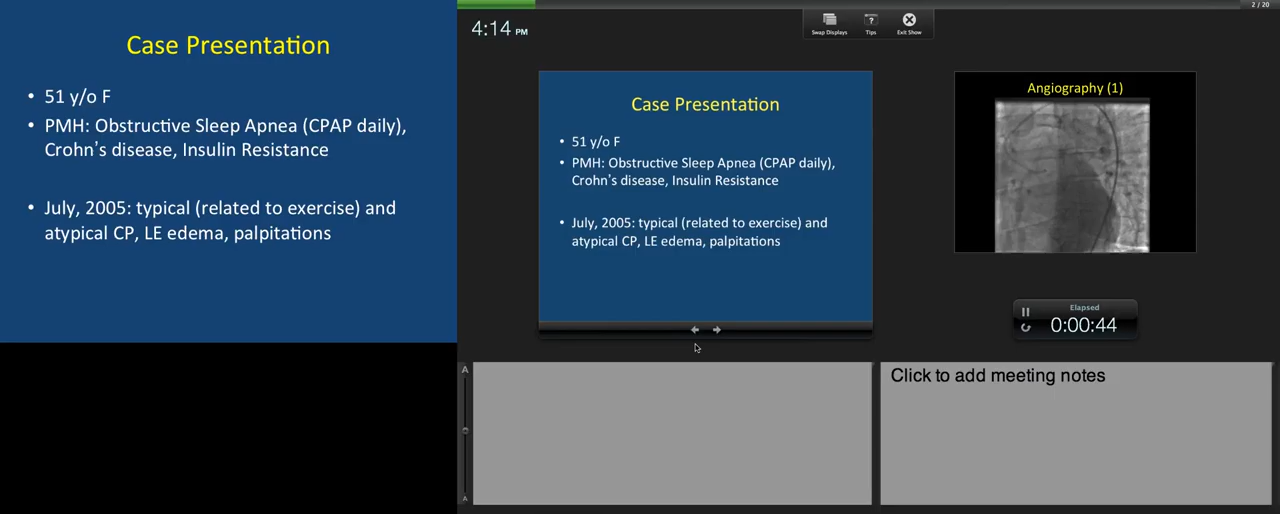 Case Presentation
• 51 y/o F
• PMH: Obstructive Sleep Apnea (CPAP daily),
Crohn's disease, Insulin Resistance
• July, 2005: typical (related to exercise) and
atypical CP, LE edema, palpitations
2 / 20
4:14 PM
Swap Displays
Tips
Exit Show
Case Presentation
• 51 y/o F
• PMH: Obstructive Sleep Apnea (CPAP daily),
Crohn's disease, Insulin Resistance
• July, 2005: typical (related to exercise) and
atypical CP, LE edema, palpitations
Angiography (1)
Elapsed
0:00:44
A
A
Click to add meeting notes